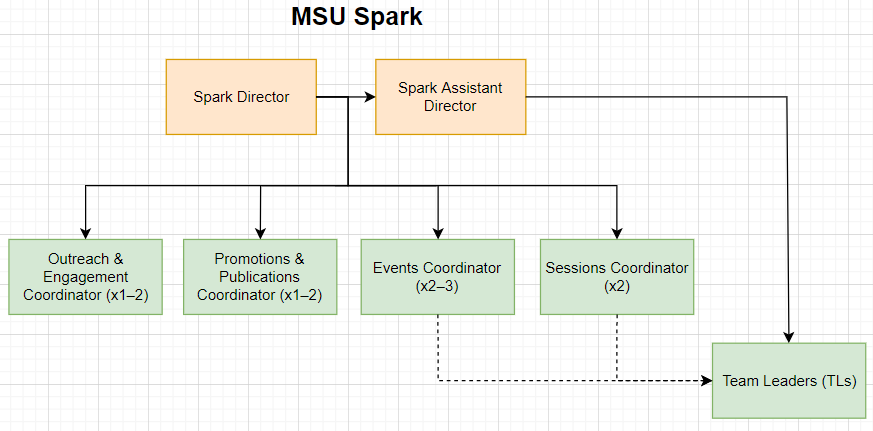 MSU Spark
Spark Director
Spark Assistant
Director
Outreach &
Engagement
Coordinator (x1–2)
Promotions &
Publications
Coordinator (x1–2)
Events Coordinator
(x2–3)
Sessions Coordinator
(x2)
Team Leaders (TLs)